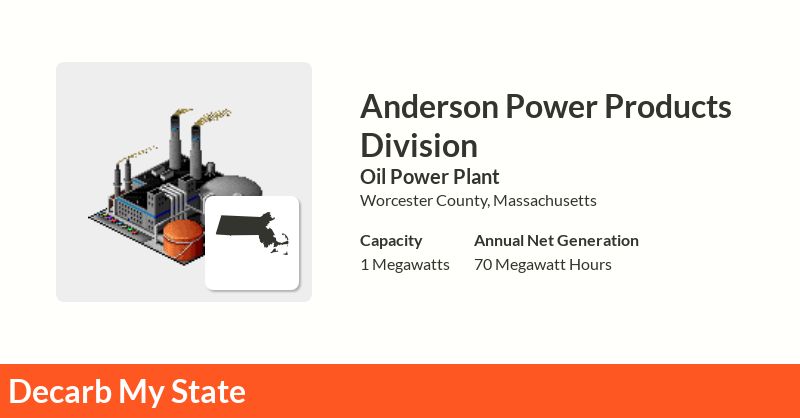 Anderson Power Products
Division
Oil Power Plant
Worcester County, Massachusetts
Capacity Annual Net Generation
1 Megawatts 70 Megawatt Hours
Decarb My State